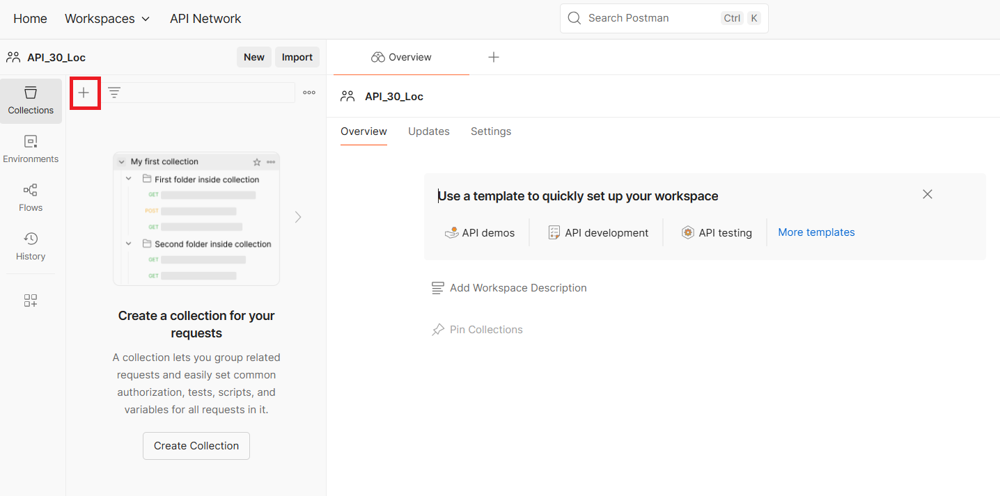 Home Workspaces API Network Search Postman Ctrl K
API_30_Loc New Import
Overview
Collections
Environments
Flows
History
My first collection
First folder inside collection
GET
POST
GET
Second folder inside collection
GET
GET
Create a collection for your
requests
A collection lets you group related
requests and easily set common
authorization, tests, scripts, and
variables for all requests in it.
Create Collection
API_30_Loc
Overview Updates Settings
Use a template to quickly set up your workspace
API demos API development API testing More templates
Add Workspace Description
Pin Collections